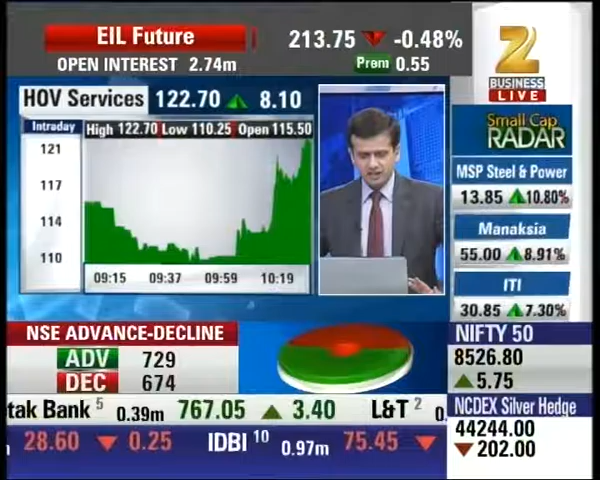 EIL Future
213.75 -0.48%
OPEN INTEREST 2.74m
Prem 0.55
Z
BUSINESS
LIVE
HOV Services 122.70 8.10
Intraday
High 122.70 Low 110.25 Open 115.50
121
117
114
110
09:15 09:37 09:59 10:19
Small Cap
RADAR
MSP Steel & Power
13.85 10.80%
Manaksia
55.00 8.91%
ITI
30.85 7.30%
NSE ADVANCE-DECLINE
ADV 729
DEC 674
NIFTY 50
8526.80
5.75
tak Bank 5 0.39m 767.05 3.40 L&T 2 0.
NCDEX Silver Hedge
44244.00
202.00
28.60 0.25 IDBI 10 0.97m 75.45